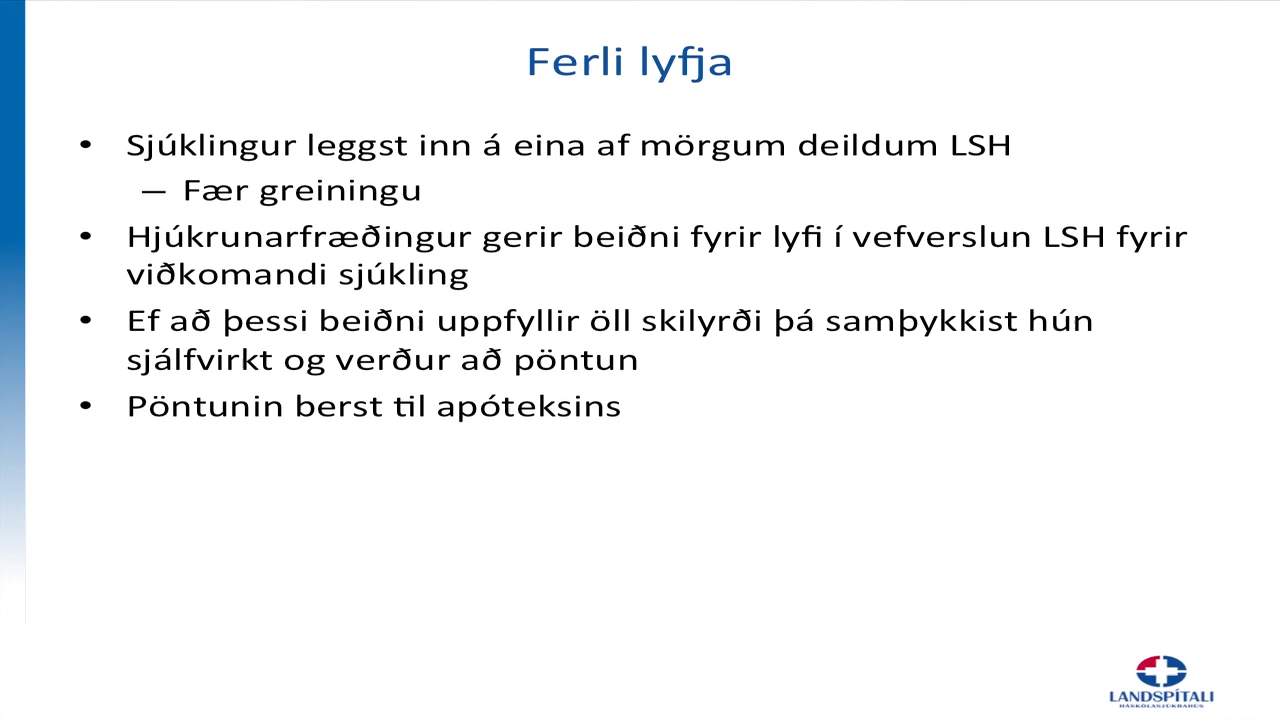 Ferli lyfja
• Sjúklingur leggst inn á eina af mörgum deildum LSH
– Fær greiningu
• Hjúkrunarfræðingur gerir beiðni fyrir lyfi í vefverslun LSH fyrir
viðkomandi sjúkling
• Ef að þessi beiðni uppfyllir öll skilyrði þá samþykkist hún
sjálfvirkt og verður að pöntun
• Pöntunin berst til apóteksins
LANDSPÍTALI
HÁSKÓLASJÚKRAHÚS